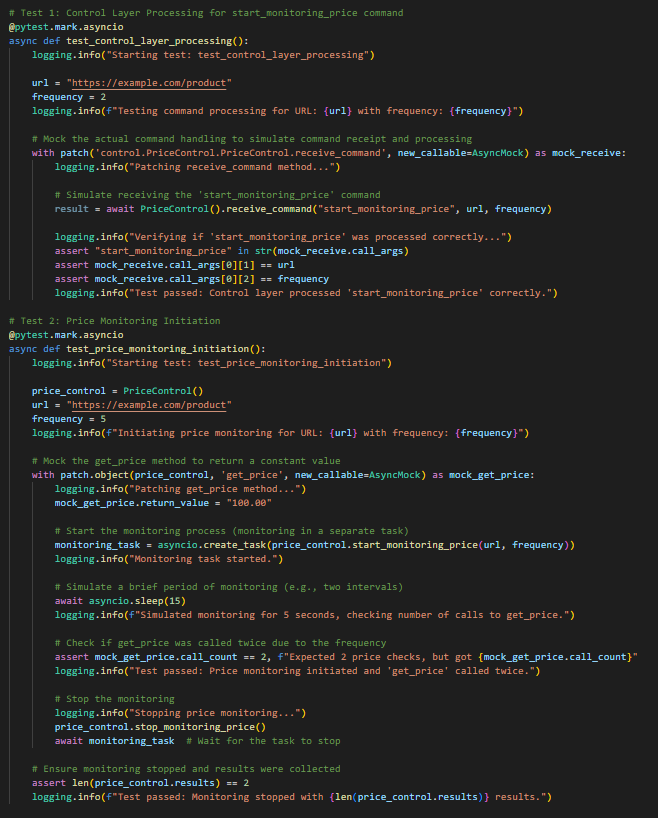 # Test 1: Control Layer Processing for start_monitoring_price command
@pytest.mark.asyncio
async def test_control_layer_processing():
    logging.info("Starting test: test_control_layer_processing")

    url = "https://example.com/product"
    frequency = 2
    logging.info(f"Testing command processing for URL: {url} with frequency: {frequency}")

    # Mock the actual command handling to simulate command receipt and processing
    with patch('control.PriceControl.PriceControl.receive_command', new_callable=AsyncMock) as mock_receive:
        logging.info("Patching receive_command method...")

        # Simulate receiving the 'start_monitoring_price' command
        result = await PriceControl().receive_command("start_monitoring_price", url, frequency)

        logging.info("Verifying if 'start_monitoring_price' was processed correctly...")
        assert "start_monitoring_price" in str(mock_receive.call_args)
        assert mock_receive.call_args[0][1] == url
        assert mock_receive.call_args[0][2] == frequency
        logging.info("Test passed: Control layer processed 'start_monitoring_price' correctly.")

# Test 2: Price Monitoring Initiation
@pytest.mark.asyncio
async def test_price_monitoring_initiation():
    logging.info("Starting test: test_price_monitoring_initiation")

    price_control = PriceControl()
    url = "https://example.com/product"
    frequency = 5
    logging.info(f"Initiating price monitoring for URL: {url} with frequency: {frequency}")

    # Mock the get_price method to return a constant value
    with patch.object(price_control, 'get_price', new_callable=AsyncMock) as mock_get_price:
        logging.info("Patching get_price method...")
        mock_get_price.return_value = "100.00"

        # Start the monitoring process (monitoring in a separate task)
        monitoring_task = asyncio.create_task(price_control.start_monitoring_price(url, frequency))
        logging.info("Monitoring task started.")

        # Simulate a brief period of monitoring (e.g., two intervals)
        await asyncio.sleep(15)
        logging.info(f"Simulated monitoring for 5 seconds, checking number of calls to get_price.")

        # Check if get_price was called twice due to the frequency
        assert mock_get_price.call_count == 2, f"Expected 2 price checks, but got {mock_get_price.call_count}"
        logging.info("Test passed: Price monitoring initiated and 'get_price' called twice.")

        # Stop the monitoring
        logging.info("Stopping price monitoring...")
        price_control.stop_monitoring_price()
        await monitoring_task  # Wait for the task to stop

    # Ensure monitoring stopped and results were collected
    assert len(price_control.results) == 2
    logging.info(f"Test passed: Monitoring stopped with {len(price_control.results)} results.")